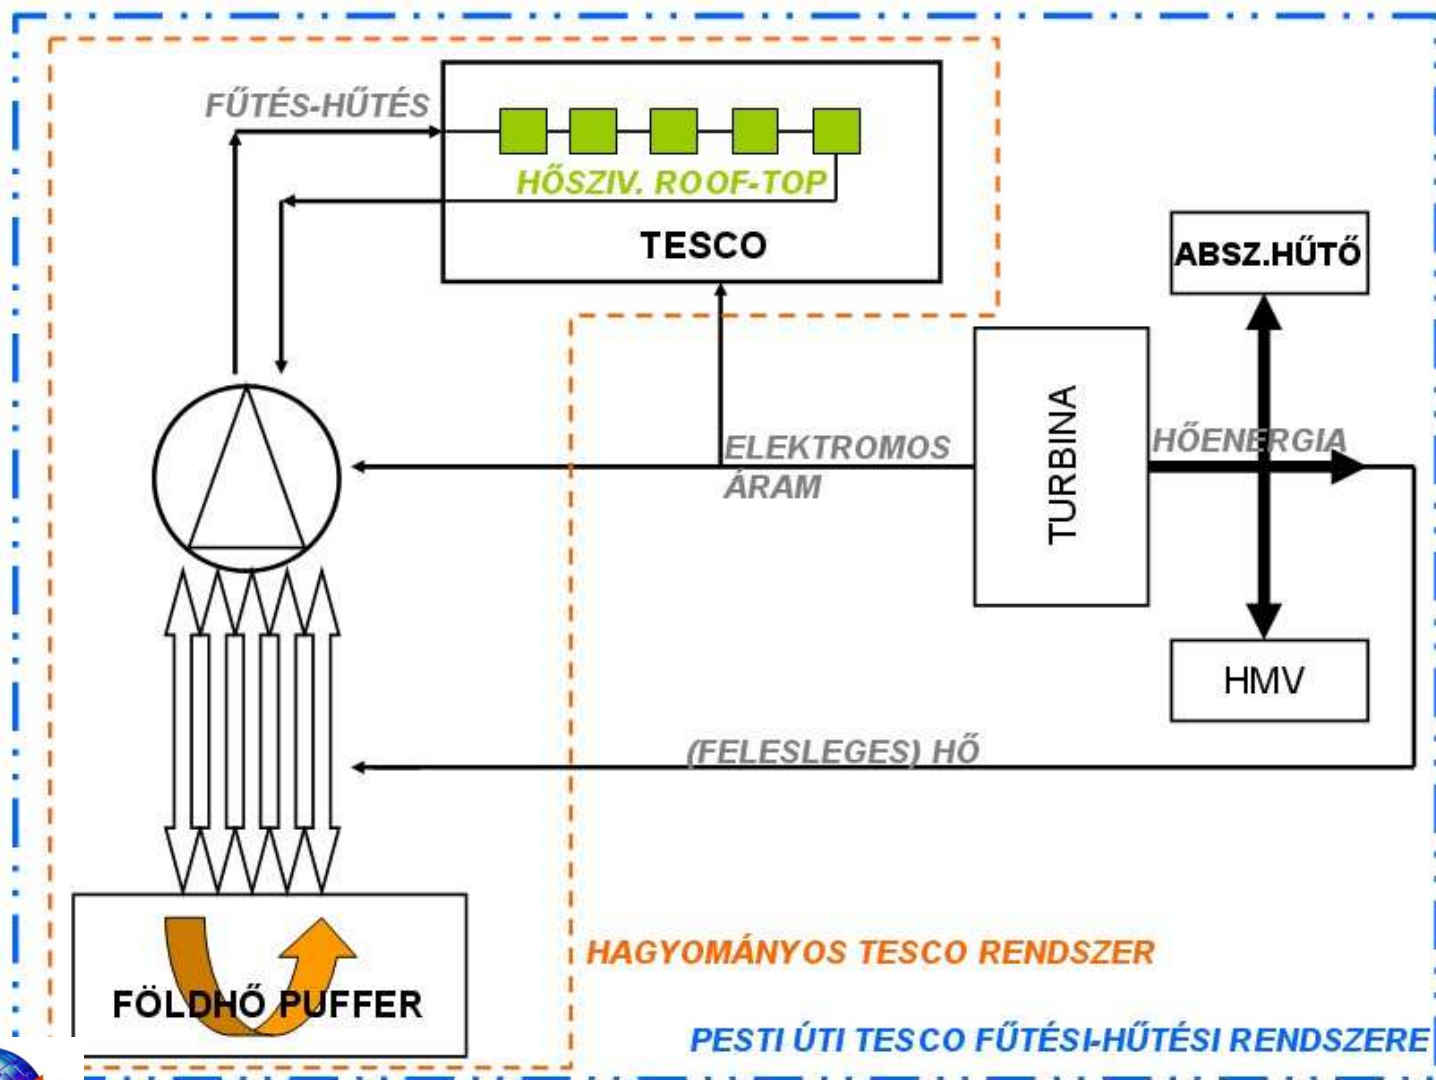 FŰTÉS-HŰTÉS
HŐSZIV. ROOF-TOP
TESCO
ABSZ.HŰTŐ
TURBINA
HŐENERGIA
ELEKTROMOS
ÁRAM
HMV
(FELESLEGES) HŐ
HAGYOMÁNYOS TESCO RENDSZER
FÖLDHŐ PUFFER
PESTI ÚTI TESCO FŰTÉSI-HŰTÉSI RENDSZERE